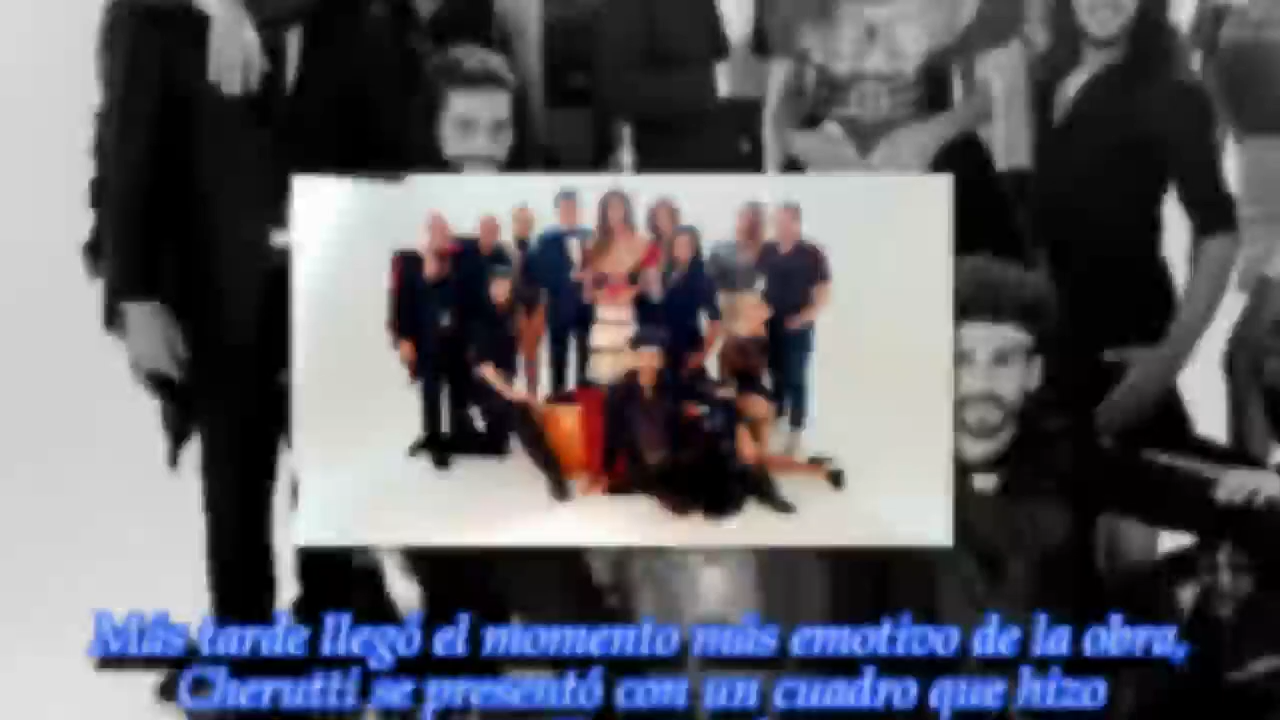 Más tarde llegó el momento más emotivo de la obra,
Cherutti se presentó con un cuadro que hizo